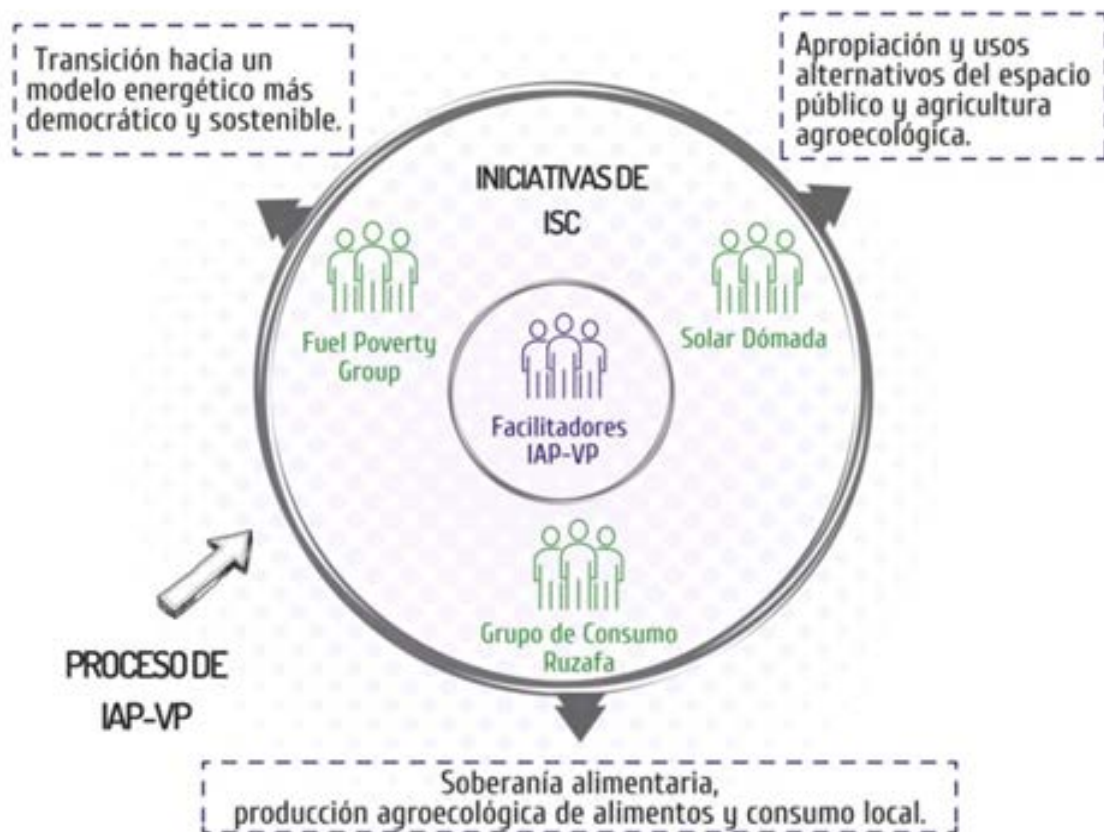 Transición hacia un
modelo energético más
democrático y sostenible.
Apropiación y usos
alternativos del espacio
público y agricultura
agroecológica.
INICIATIVAS DE
ISC
Fuel Poverty
Group
Solar Dómada
Facilitadores
IAP-VP
Grupo de Consumo
Ruzafa
PROCESO DE
IAP-VP
Soberanía alimentaria,
producción agroecológica de alimentos y consumo local.